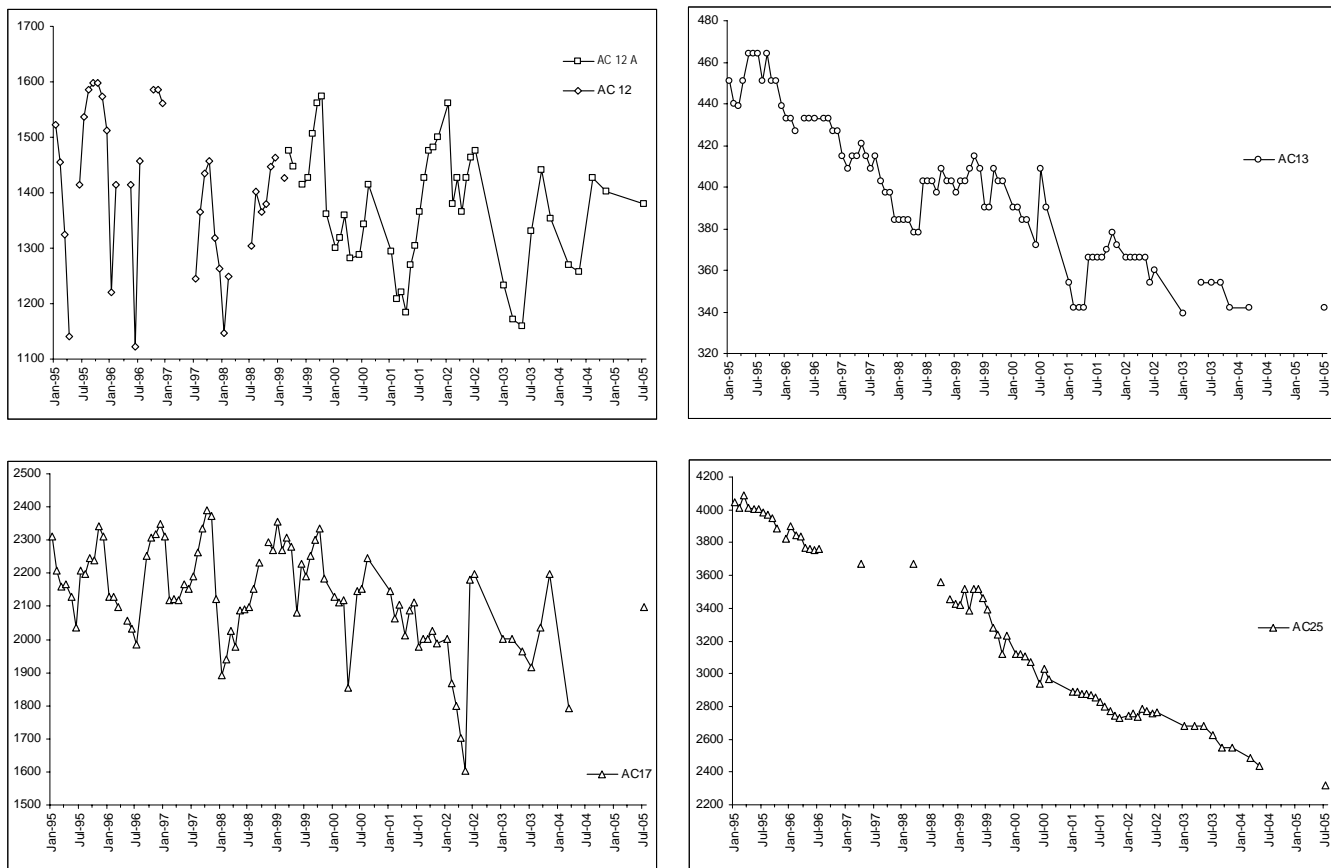 1700
1600
1500
1400
1300
1200
1100
AC 12 A
AC 12
Jan-95
Jul-95
Jan-96
Jul-96
Jan-97
Jul-97
Jan-98
Jul-98
Jan-99
Jul-99
Jan-00
Jul-00
Jan-01
Jul-01
Jan-02
Jul-02
Jan-03
Jul-03
Jan-04
Jul-04
Jan-05
Jul-05
480
460
440
420
400
380
360
340
320
AC13
Jan-95
Jul-95
Jan-96
Jul-96
Jan-97
Jul-97
Jan-98
Jul-98
Jan-99
Jul-99
Jan-00
Jul-00
Jan-01
Jul-01
Jan-02
Jul-02
Jan-03
Jul-03
Jan-04
Jul-04
Jan-05
Jul-05
2500
2400
2300
2200
2100
2000
1900
1800
1700
1600
1500
AC17
Jan-95
Jul-95
Jan-96
Jul-96
Jan-97
Jul-97
Jan-98
Jul-98
Jan-99
Jul-99
Jan-00
Jul-00
Jan-01
Jul-01
Jan-02
Jul-02
Jan-03
Jul-03
Jan-04
Jul-04
Jan-05
Jul-05
4200
4000
3800
3600
3400
3200
3000
2800
2600
2400
2200
AC25
Jan-95
Jul-95
Jan-96
Jul-96
Jan-97
Jul-97
Jan-98
Jul-98
Jan-99
Jul-99
Jan-00
Jul-00
Jan-01
Jul-01
Jan-02
Jul-02
Jan-03
Jul-03
Jan-04
Jul-04
Jan-05
Jul-05